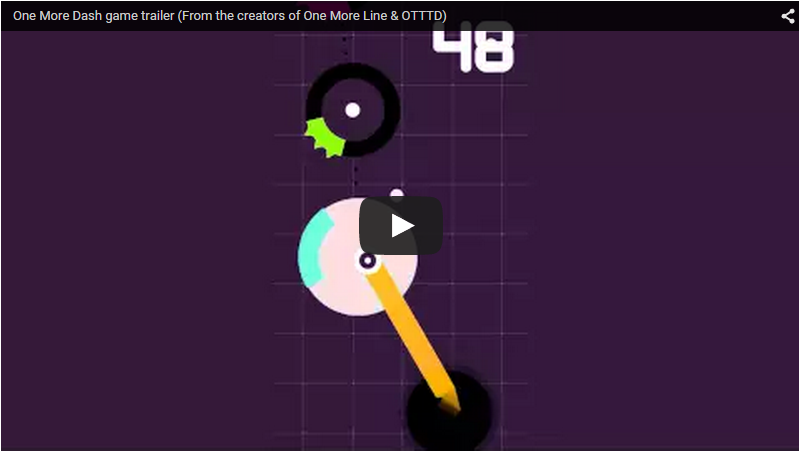 One More Dash game trailer (From the creators of One More Line & OTTTD)
48